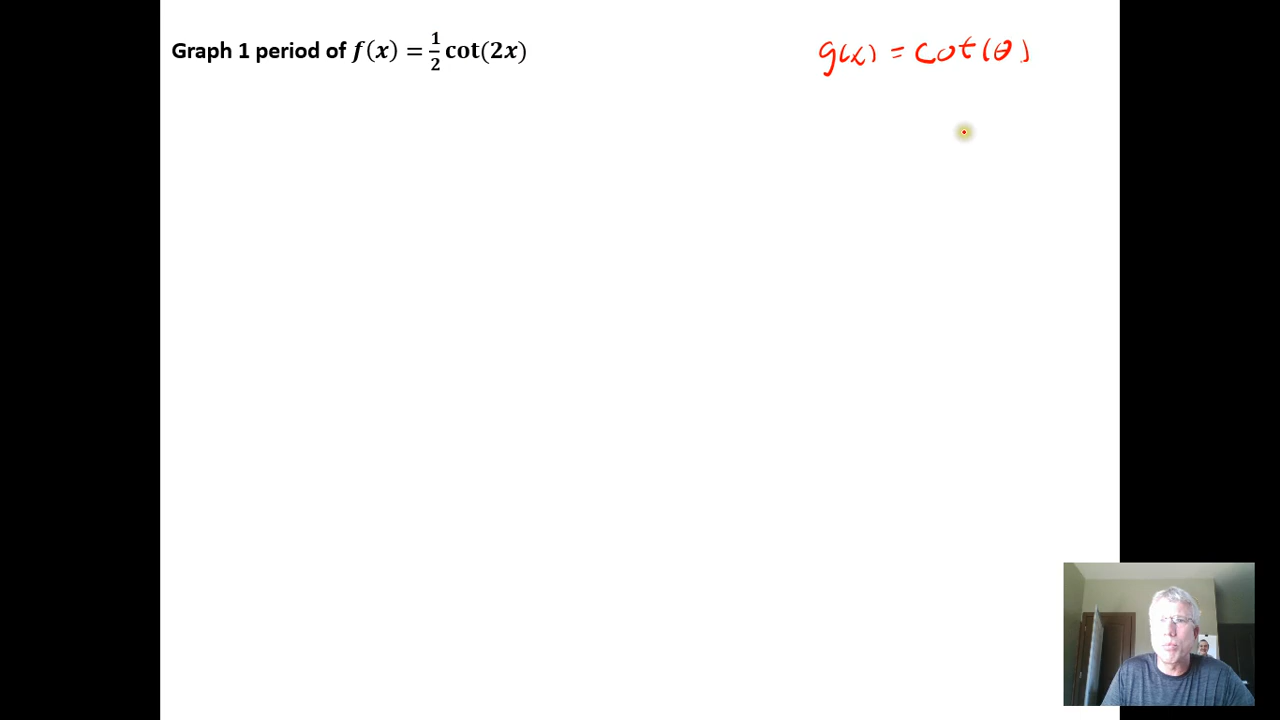 Graph 1 period of f(x) = 1/2 cot(2x)
g(x) = cot(θ)